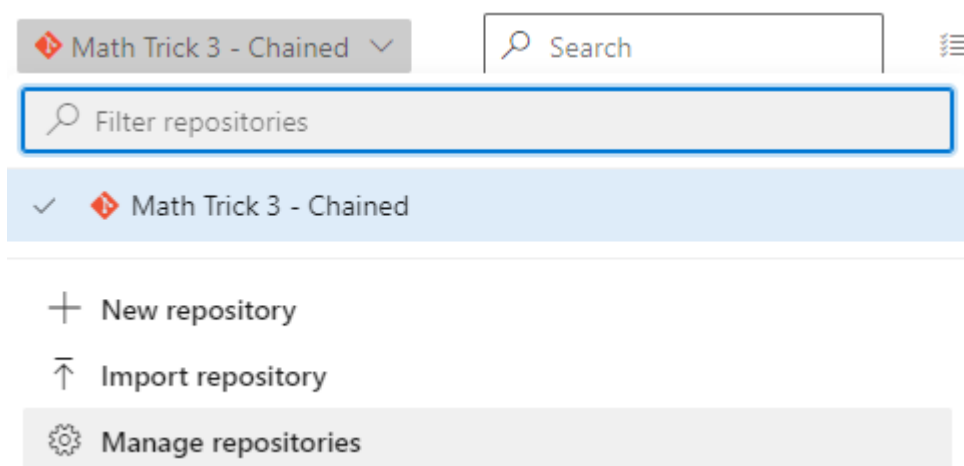 Math Trick 3 - Chained
Search
Filter repositories
Math Trick 3 - Chained
New repository
Import repository
Manage repositories